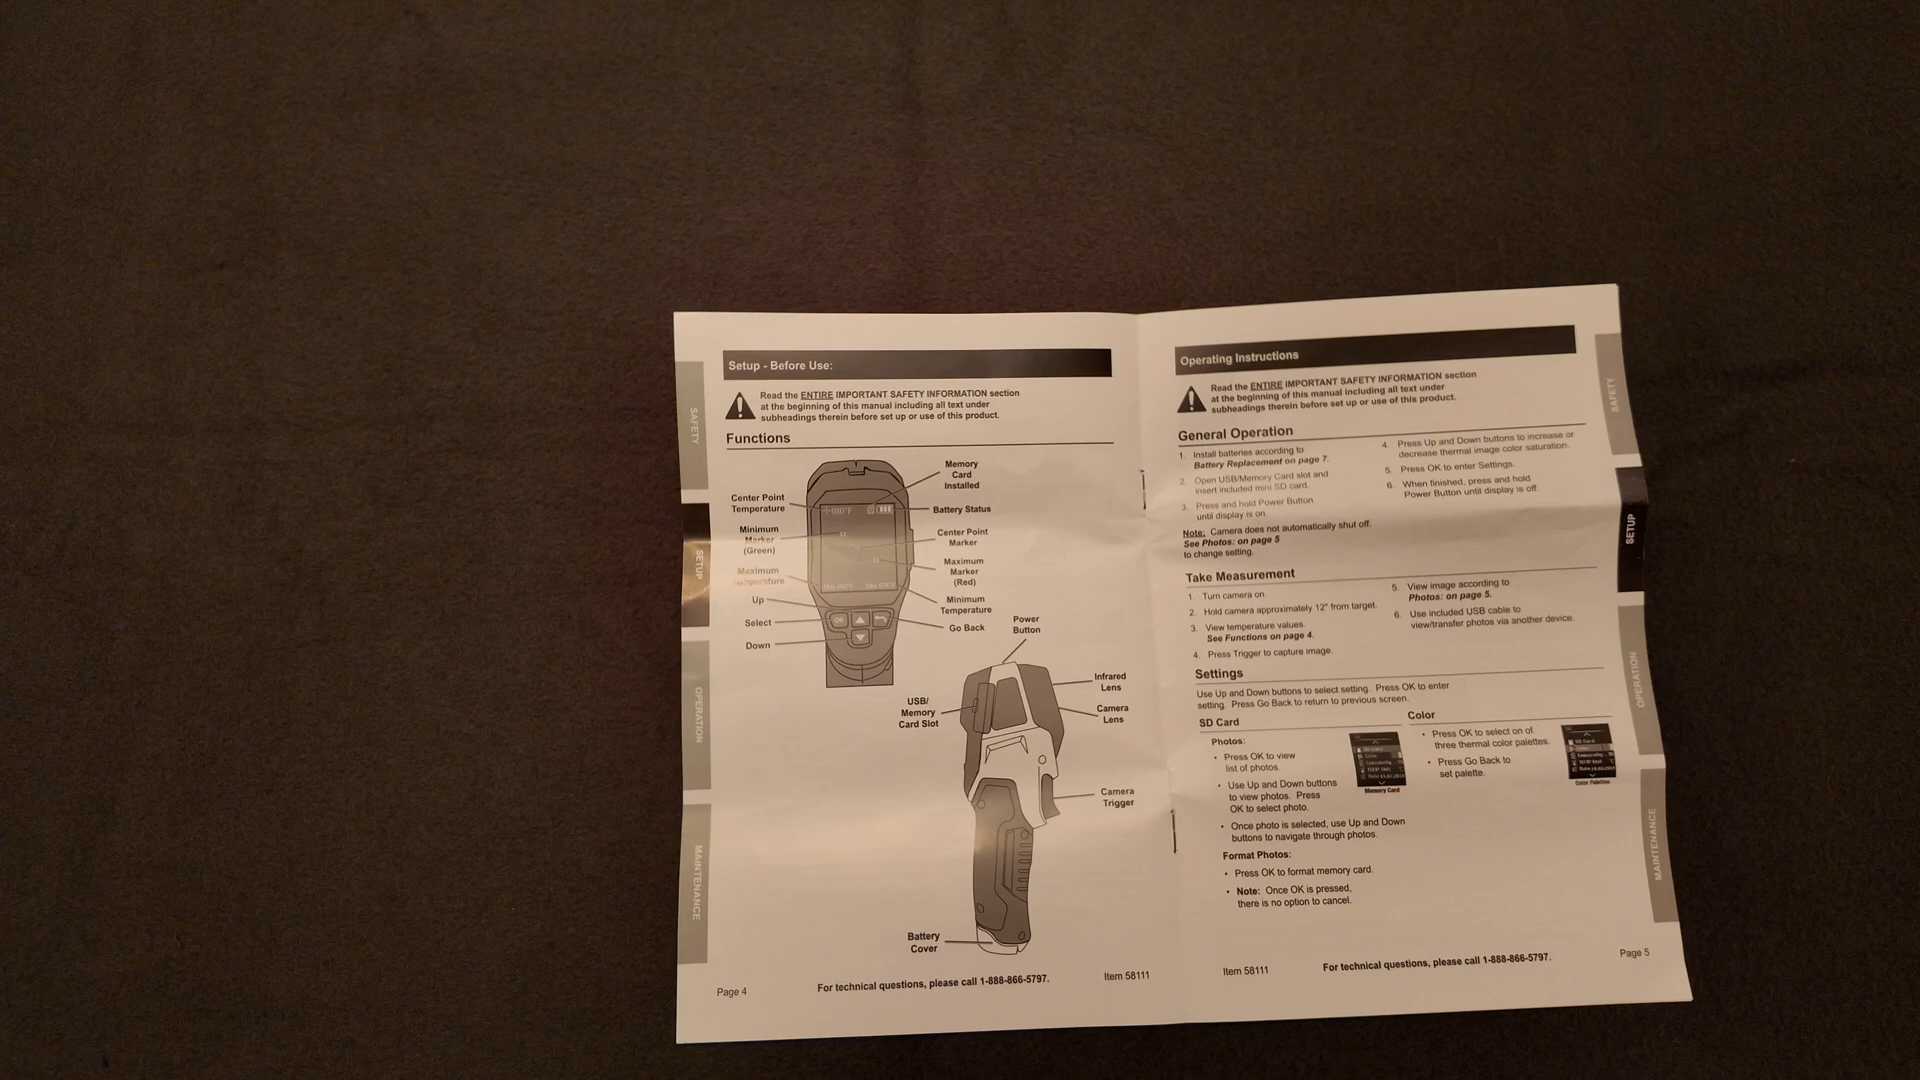 Setup - Before Use:
Read the ENTIRE IMPORTANT SAFETY INFORMATION section
at the beginning of this manual including all text under
subheadings therein before set up or use of this product.
Functions
Memory
Card
Installed
Center Point
Temperature
Battery Status
Minimum
Marker
(Green)
Center Point
Marker
Maximum
Temperature
Maximum
Marker
(Red)
Up
Minimum
Temperature
Select
Go Back
Down
OK
Power
Button
Infrared
Lens
USB/
Memory
Card Slot
Camera
Lens
Camera
Trigger
Battery
Cover
Page 4
For technical questions, please call 1-888-866-5797.
Item 58111
SAFETY
SETUP
OPERATION
MAINTENANCE
Operating Instructions
Read the ENTIRE IMPORTANT SAFETY INFORMATION section
at the beginning of this manual including all text under
subheadings therein before set up or use of this product.
General Operation
1. Install batteries according to
Battery Replacement on page 7.
2. Open USB/Memory Card slot and
insert included mini SD card.
3. Press and hold Power Button
until display is on.
Note: Camera does not automatically shut off.
See Photos: on page 5
to change setting.
4. Press Up and Down buttons to increase or
decrease thermal image color saturation.
5. Press OK to enter Settings.
6. When finished, press and hold
Power Button until display is off.
Take Measurement
1. Turn camera on.
2. Hold camera approximately 12" from target.
3. View temperature values.
See Functions on page 4.
4. Press Trigger to capture image.
5. View image according to
Photos: on page 5.
6. Use included USB cable to
view/transfer photos via another device.
Settings
Use Up and Down buttons to select setting. Press OK to enter
setting. Press Go Back to return to previous screen.
SD Card
Photos:
• Press OK to view
list of photos.
• Use Up and Down buttons
to view photos. Press
OK to select photo.
• Once photo is selected, use Up and Down
buttons to navigate through photos.
Format Photos:
• Press OK to format memory card.
• Note: Once OK is pressed,
there is no option to cancel.
Memory Card
Color
• Press OK to select on of
three thermal color palettes.
• Press Go Back to
set palette.
Color Palettes
Item 58111
For technical questions, please call 1-888-866-5797.
Page 5
SAFETY
SETUP
OPERATION
MAINTENANCE